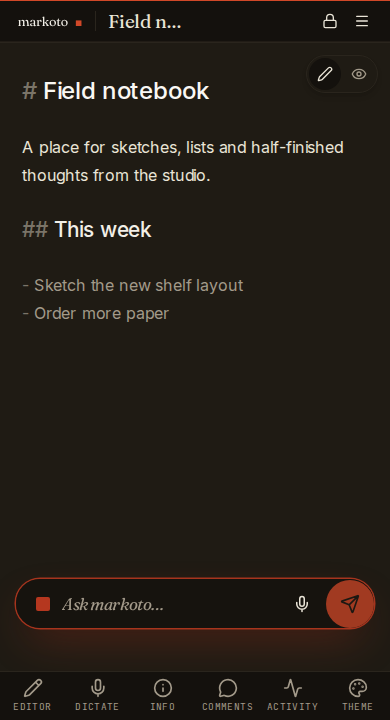 markoto
Field n...
# Field notebook
A place for sketches, lists and half-finished
thoughts from the studio.
## This week
- Sketch the new shelf layout
- Order more paper
Ask markoto...
EDITOR DICTATE INFO COMMENTS ACTIVITY THEME